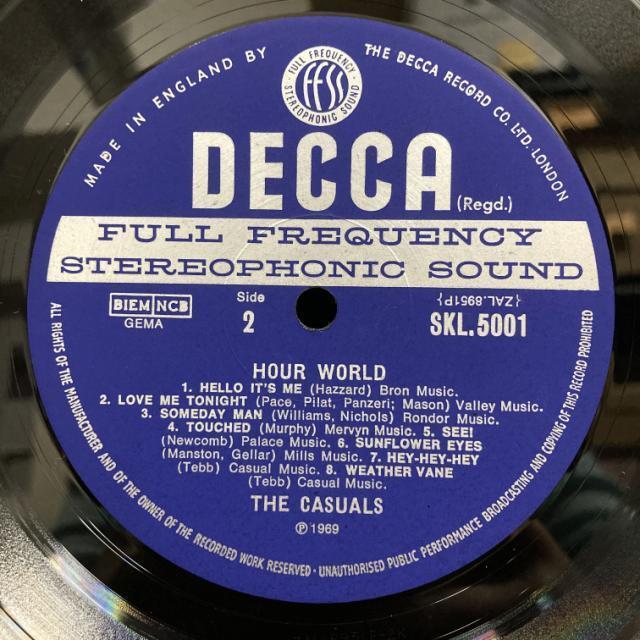 MADE IN ENGLAND BY
THE DECCA RECORD CO. LTD. LONDON
FULL FREQUENCY
ffss
STEREOPHONIC SOUND
DECCA
(Regd.)
FULL FREQUENCY
STEREOPHONIC SOUND
BIEM NCB
GEMA
Side
2
{ZAL.8951P}
SKL.5001
HOUR WORLD
1. HELLO IT'S ME (Hazzard) Bron Music.
2. LOVE ME TONIGHT (Pace, Pilat, Panzeri; Mason) Valley Music.
3. SOMEDAY MAN (Williams, Nichols) Rondor Music.
4. TOUCHED (Murphy) Mervyn Music. 5. SEE!
(Newcomb) Palace Music. 6. SUNFLOWER EYES
(Manston, Gellar) Mills Music. 7. HEY-HEY-HEY
(Tebb) Casual Music. 8. WEATHER VANE
(Tebb) Casual Music.
THE CASUALS
Ⓟ 1969
ALL RIGHTS OF THE MANUFACTURER AND OF THE OWNER OF THE RECORDED WORK RESERVED · UNAUTHORISED PUBLIC PERFORMANCE BROADCASTING AND COPYING OF THIS RECORD PROHIBITED